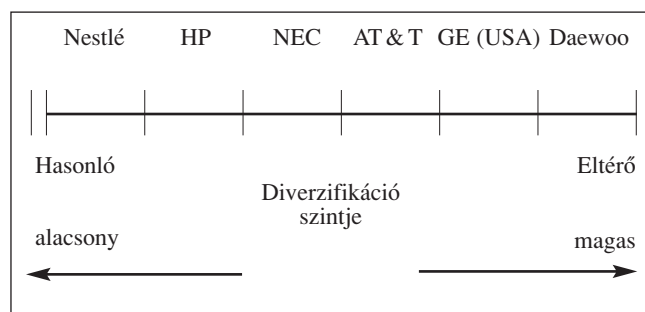 Nestlé HP NEC AT & T GE (USA) Daewoo
Hasonló Eltérő
Diverzifikáció
szintje
alacsony magas